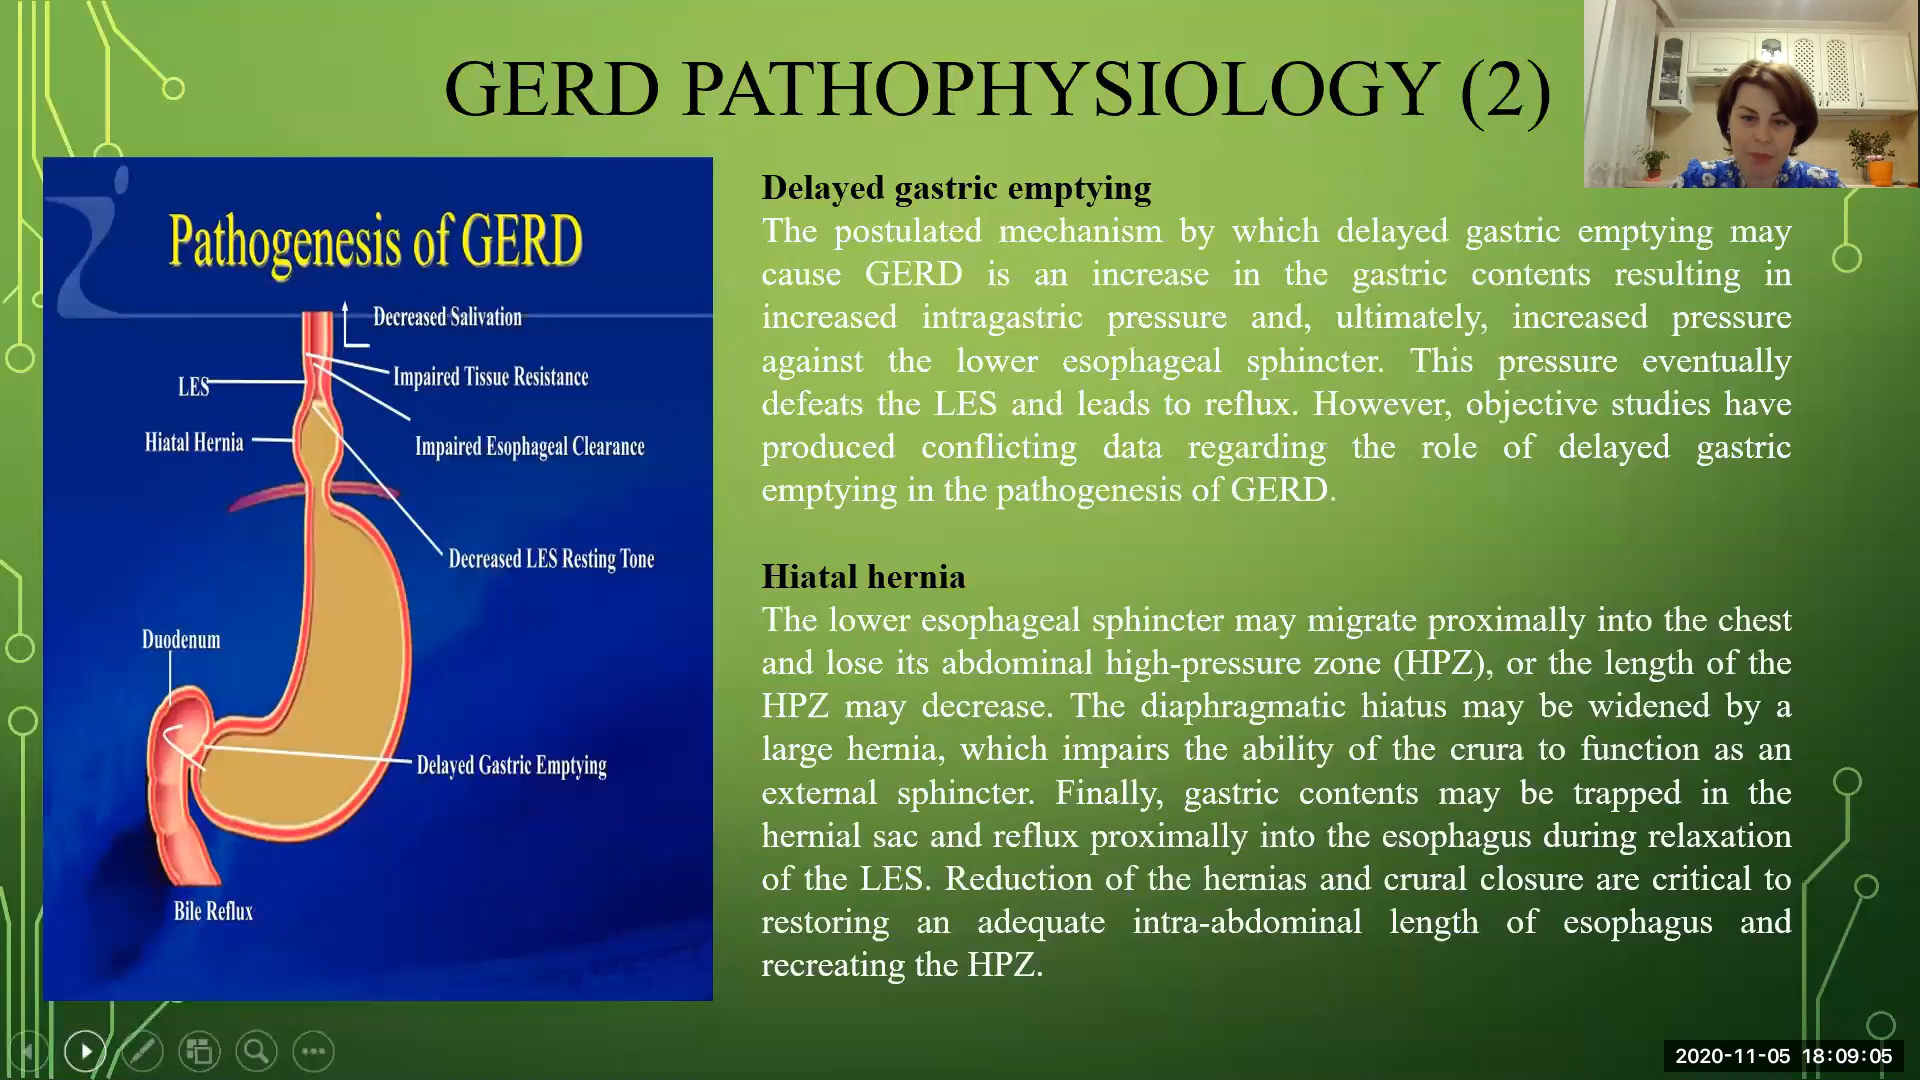 GERD PATHOPHYSIOLOGY (2)
Pathogenesis of GERD
Decreased Salivation
Impaired Tissue Resistance
LES
Hiatal Hernia
Impaired Esophageal Clearance
Decreased LES Resting Tone
Duodenum
Delayed Gastric Emptying
Bile Reflux
Delayed gastric emptying
The postulated mechanism by which delayed gastric emptying may
cause GERD is an increase in the gastric contents resulting in
increased intragastric pressure and, ultimately, increased pressure
against the lower esophageal sphincter. This pressure eventually
defeats the LES and leads to reflux. However, objective studies have
produced conflicting data regarding the role of delayed gastric
emptying in the pathogenesis of GERD.
Hiatal hernia
The lower esophageal sphincter may migrate proximally into the chest
and lose its abdominal high-pressure zone (HPZ), or the length of the
HPZ may decrease. The diaphragmatic hiatus may be widened by a
large hernia, which impairs the ability of the crura to function as an
external sphincter. Finally, gastric contents may be trapped in the
hernial sac and reflux proximally into the esophagus during relaxation
of the LES. Reduction of the hernias and crural closure are critical to
restoring an adequate intra-abdominal length of esophagus and
recreating the HPZ.
2020-11-05 18:09:05